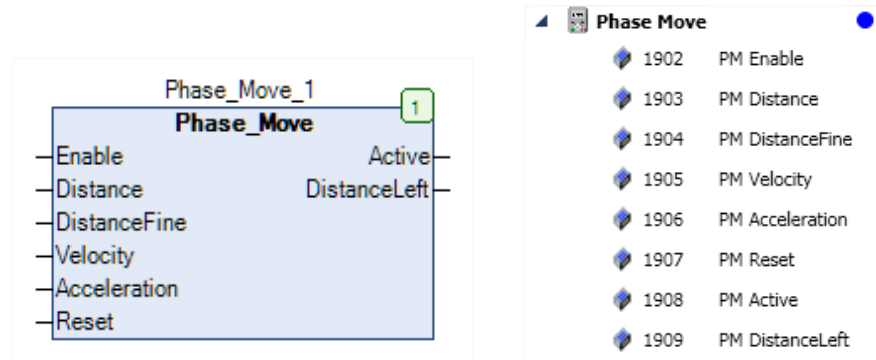 Phase_Move_1
1
Phase_Move
Enable Active
Distance DistanceLeft
DistanceFine
Velocity
Acceleration
Reset
Phase Move
1902 PM Enable
1903 PM Distance
1904 PM DistanceFine
1905 PM Velocity
1906 PM Acceleration
1907 PM Reset
1908 PM Active
1909 PM DistanceLeft